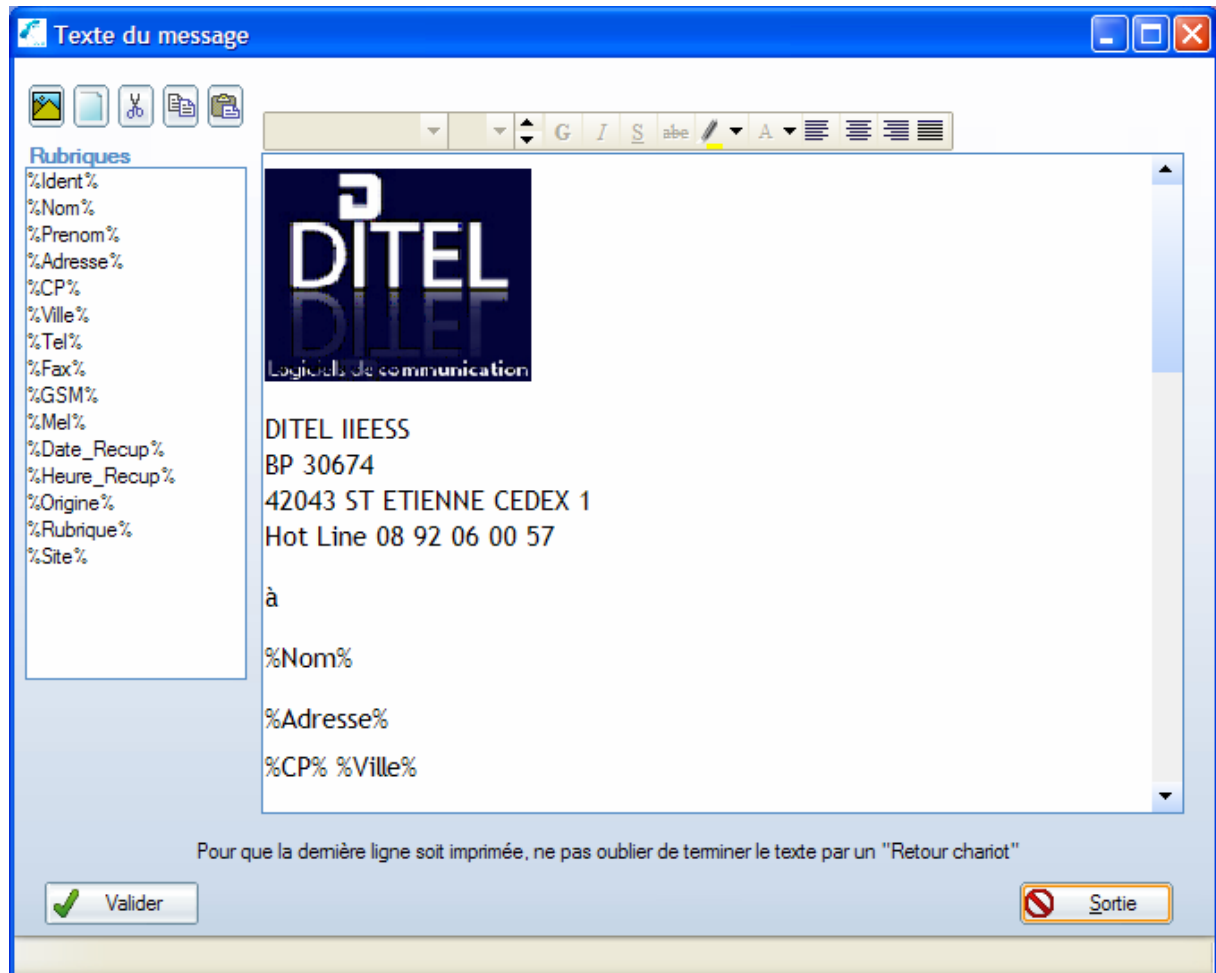 Texte du message
G I S abc A
Rubriques
%Ident%
%Nom%
%Prenom%
%Adresse%
%CP%
%Ville%
%Tel%
%Fax%
%GSM%
%Mel%
%Date_Recup%
%Heure_Recup%
%Origine%
%Rubrique%
%Site%
DITEL
Logiciels de communication
DITEL IIEESS
BP 30674
42043 ST ETIENNE CEDEX 1
Hot Line 08 92 06 00 57
à
%Nom%
%Adresse%
%CP% %Ville%
Pour que la dernière ligne soit imprimée, ne pas oublier de terminer le texte par un "Retour chariot"
Valider
Sortie